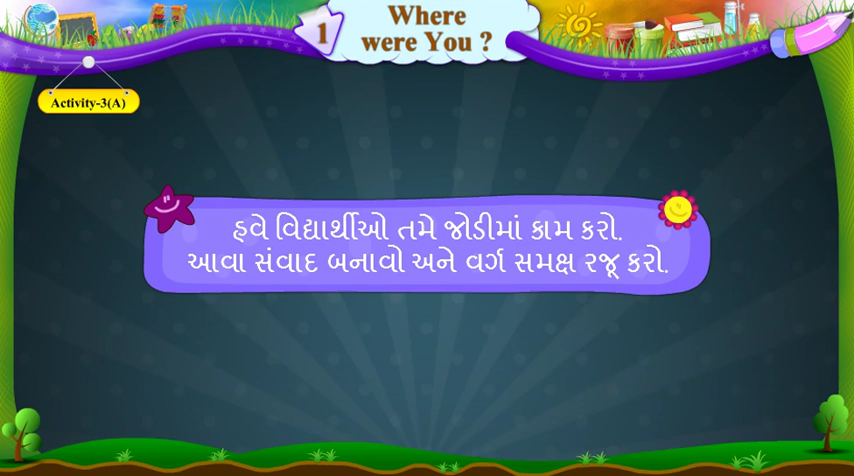 1
Where
were You ?
Activity-3(A)
હવે વિદ્યાર્થીઓ તમે જોડીમાં કામ કરો.
આવા સંવાદ બનાવો અને વર્ગ સમક્ષ રજૂ કરો.